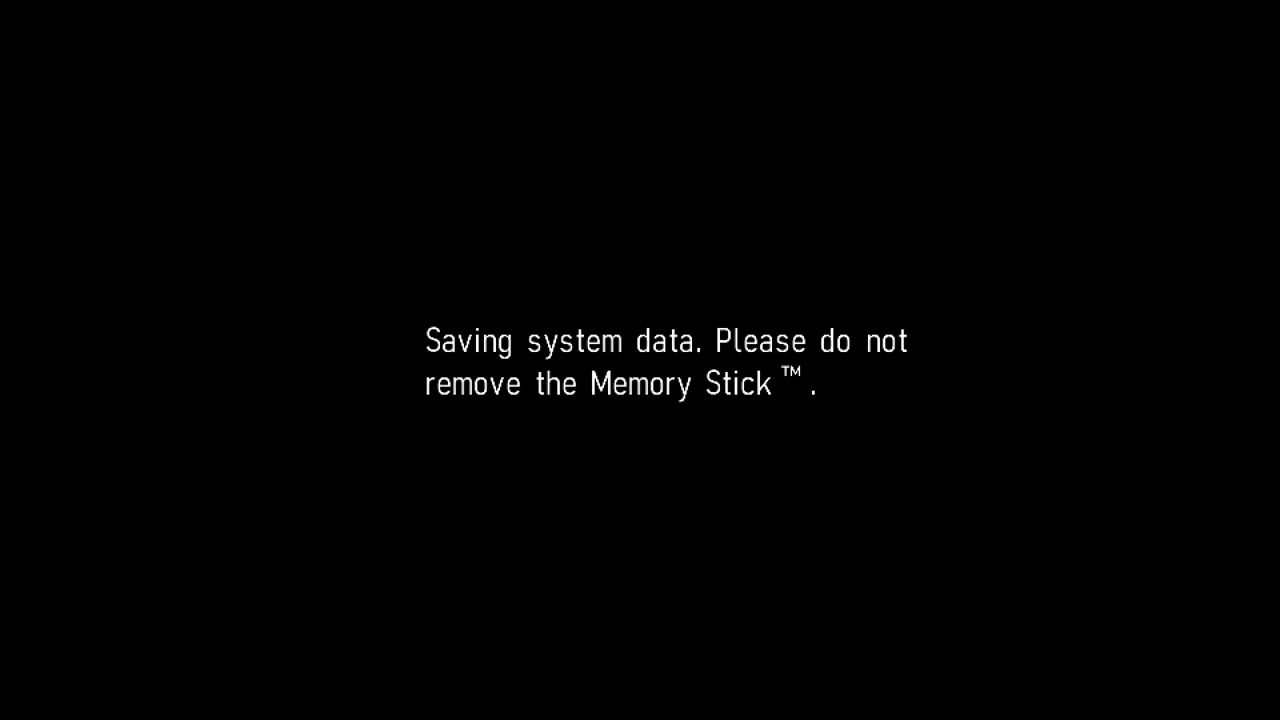 Saving system data. Please do not
remove the Memory Stick™.